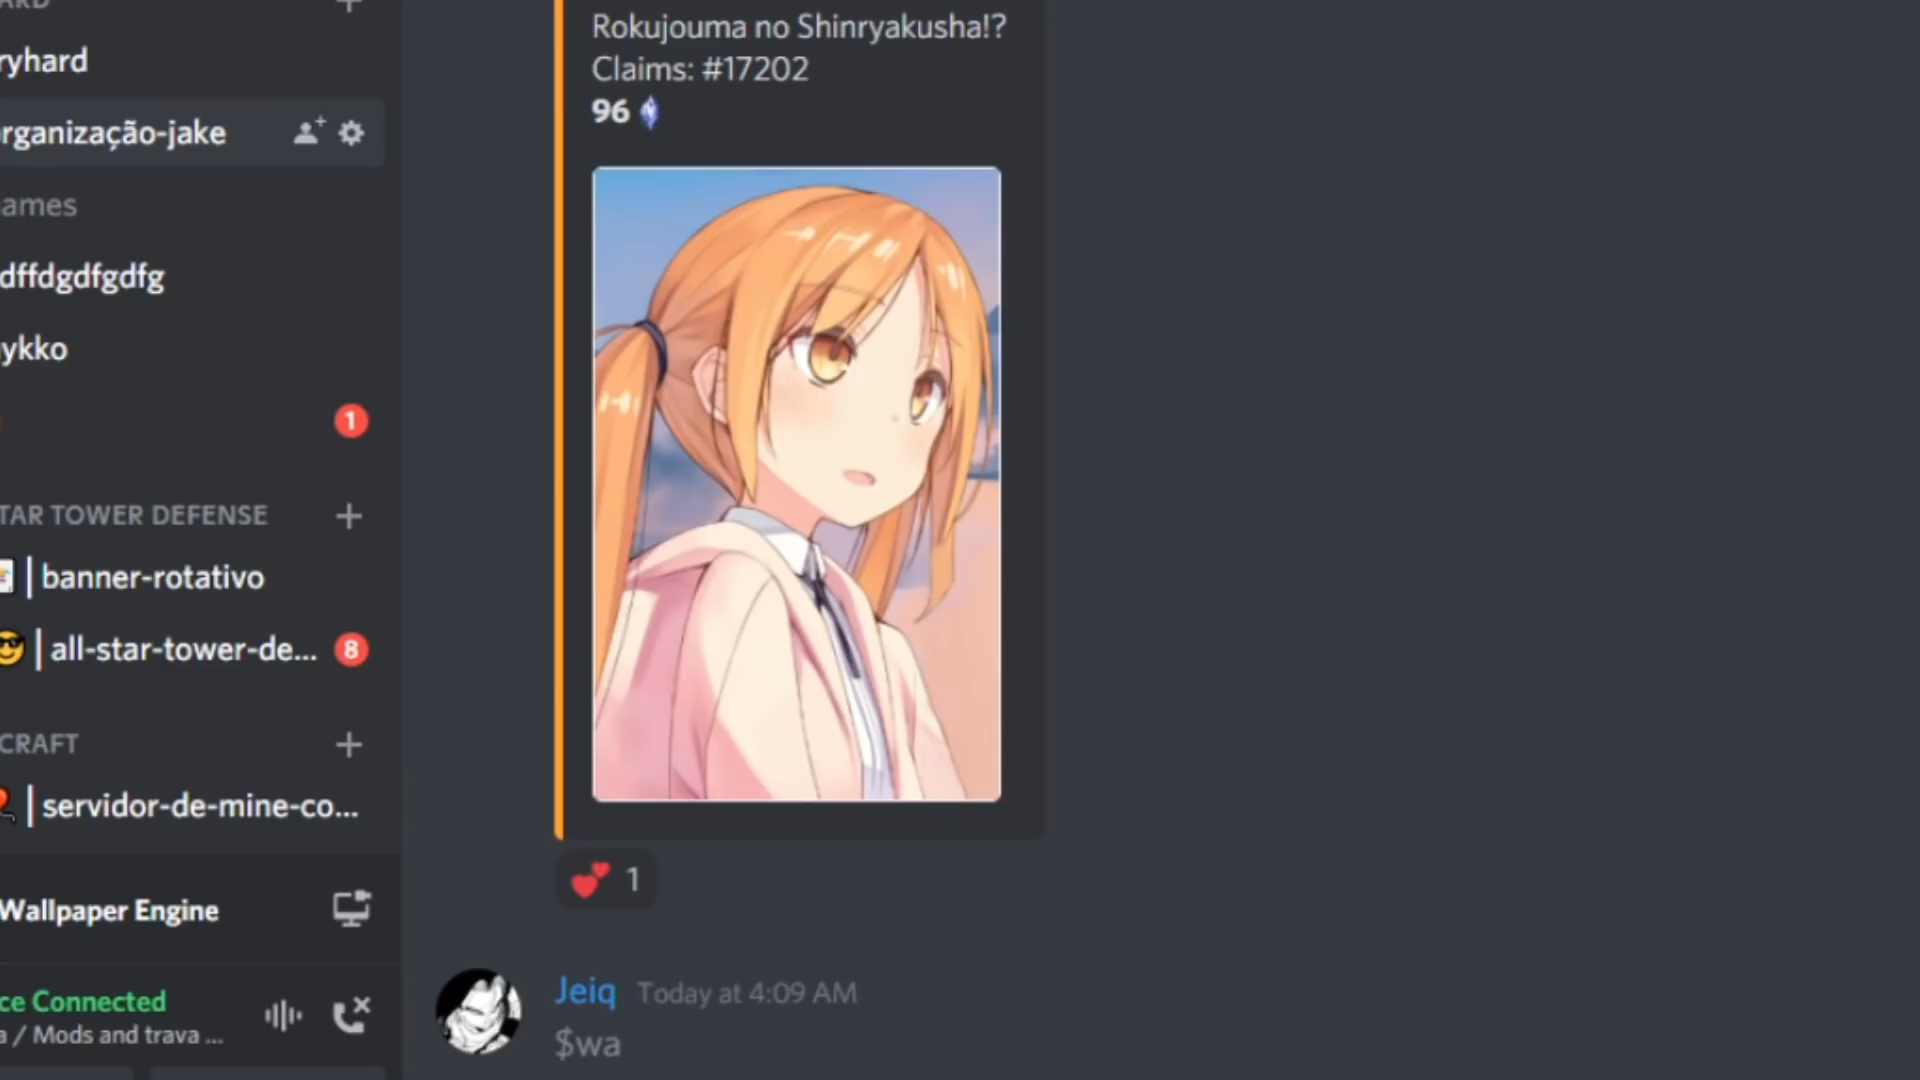 ryhard
rganização-jake
ames
dffdgdfgdfg
ykko
1
TAR TOWER DEFENSE
| banner-rotativo
| all-star-tower-de...
8
CRAFT
| servidor-de-mine-co...
Wallpaper Engine
ce Connected
a / Mods and trava ...
Rokujouma no Shinryakusha!?
Claims: #17202
96
1
Jeiq Today at 4:09 AM
$wa